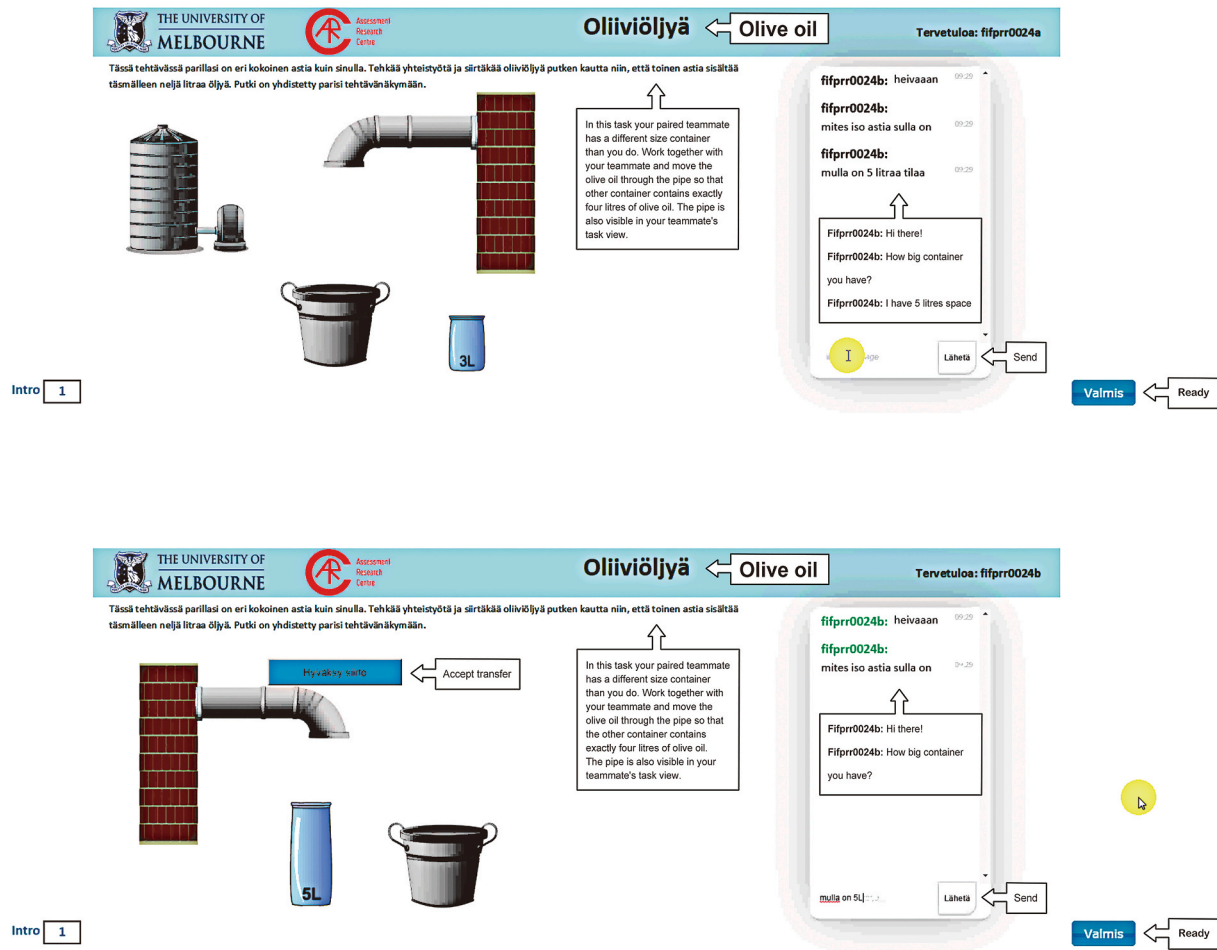 THE UNIVERSITY OF
MELBOURNE
Assessment
Research
Centre
Oliiviöljyä
Olive oil
Tervetuloa: fifprr0024a
Tässä tehtävässä parillasi on eri kokoinen astia kuin sinulla. Tehkää yhteistyötä ja siirtäkää oliiviöljyä putken kautta niin, että toinen astia sisältää
täsmälleen neljä litraa öljyä. Putki on yhdistetty parisi tehtävänäkymään.
In this task your paired teammate
has a different size container
than you do. Work together with
your teammate and move the
olive oil through the pipe so that
other container contains exactly
four litres of olive oil. The pipe is
also visible in your teammate's
task view.
fifprr0024b: heivaaan 09:29
fifprr0024b:
mites iso astia sulla on 09:29
fifprr0024b:
mulla on 5 litraa tilaa 09:29
Fifprr0024b: Hi there!
Fifprr0024b: How big container
you have?
Fifprr0024b: I have 5 litres space
3L
Lähetä
Send
Intro 1
Valmis
Ready
THE UNIVERSITY OF
MELBOURNE
Assessment
Research
Centre
Oliiviöljyä
Olive oil
Tervetuloa: fifprr0024b
Tässä tehtävässä parillasi on eri kokoinen astia kuin sinulla. Tehkää yhteistyötä ja siirtäkää oliiviöljyä putken kautta niin, että toinen astia sisältää
täsmälleen neljä litraa öljyä. Putki on yhdistetty parisi tehtävänäkymään.
Hyväksy siirto
Accept transfer
In this task your paired teammate
has a different size container
than you do. Work together with
your teammate and move the
olive oil through the pipe so that
the other container contains
exactly four litres of olive oil.
The pipe is also visible in your
teammate's task view.
fifprr0024b: heivaaan 09:29
fifprr0024b:
mites iso astia sulla on 09:29
Fifprr0024b: Hi there!
Fifprr0024b: How big container
you have?
5L
mulla on 5L
Lähetä
Send
Intro 1
Valmis
Ready